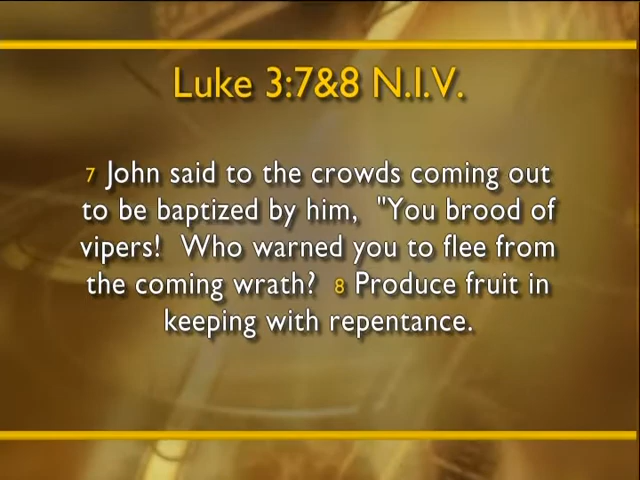 Luke 3:7&8 N.I.V.
7 John said to the crowds coming out
to be baptized by him, "You brood of
vipers! Who warned you to flee from
the coming wrath? 8 Produce fruit in
keeping with repentance.